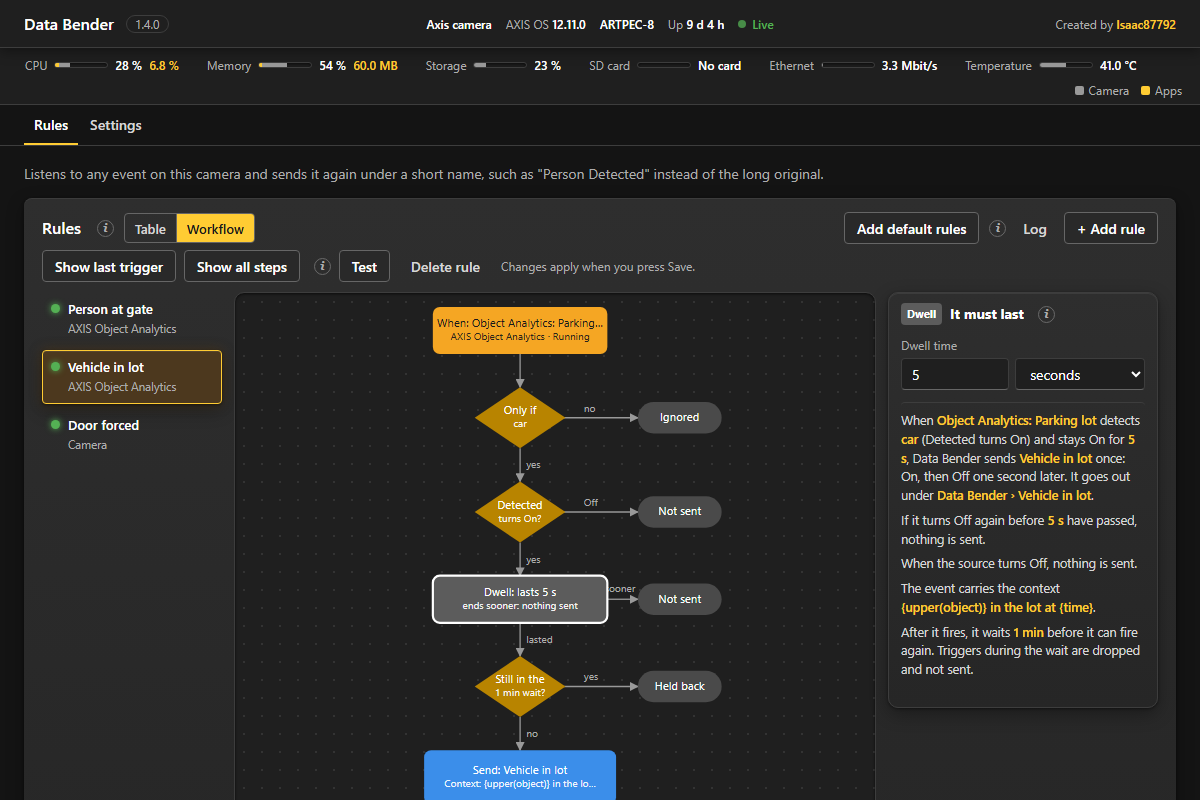 Data Bender 1.4.0 Axis camera AXIS OS 12.11.0 ARTPEC-8 Up 9 d 4 h Live Created by Isaac87792
CPU 28 % 6.8 % Memory 54 % 60.0 MB Storage 23 % SD card No card Ethernet 3.3 Mbit/s Temperature 41.0 °C
Camera Apps
Rules Settings
Listens to any event on this camera and sends it again under a short name, such as "Person Detected" instead of the long original.
Rules i Table Workflow Add default rules i Log + Add rule
Show last trigger Show all steps i Test Delete rule Changes apply when you press Save.
Person at gate
AXIS Object Analytics
Vehicle in lot
AXIS Object Analytics
Door forced
Camera
When: Object Analytics: Parking...
AXIS Object Analytics · Running
Only if
car
no
Ignored
yes
Detected
turns On?
Off
Not sent
yes
Dwell: lasts 5 s
ends sooner: nothing sent
ooner
Not sent
lasted
Still in the
1 min wait?
yes
Held back
no
Send: Vehicle in lot
Context: {upper(object)} in the lo...
Dwell It must last i
Dwell time
5 seconds
When Object Analytics: Parking lot detects
car (Detected turns On) and stays On for 5
s, Data Bender sends Vehicle in lot once:
On, then Off one second later. It goes out
under Data Bender › Vehicle in lot.
If it turns Off again before 5 s have passed,
nothing is sent.
When the source turns Off, nothing is sent.
The event carries the context
{upper(object)} in the lot at {time}.
After it fires, it waits 1 min before it can fire
again. Triggers during the wait are dropped
and not sent.